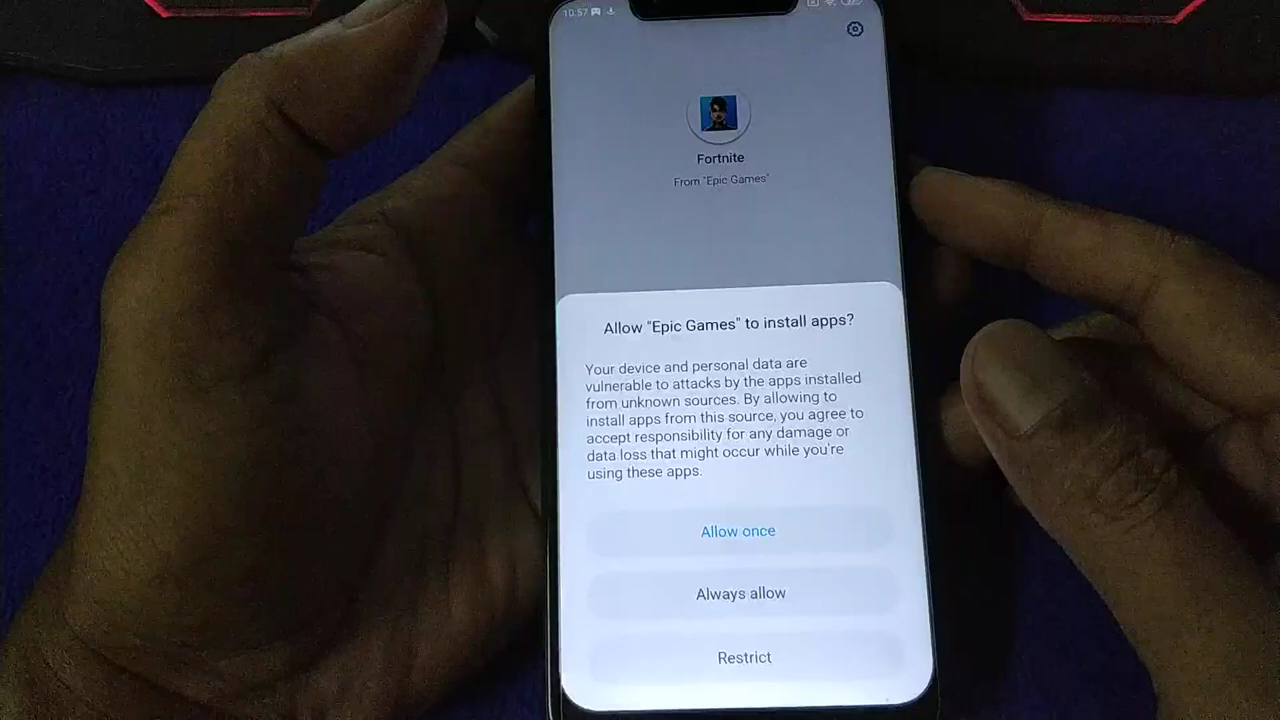 10:57
Fortnite
From "Epic Games"
Allow "Epic Games" to install apps?
Your device and personal data are
vulnerable to attacks by the apps installed
from unknown sources. By allowing to
install apps from this source, you agree to
accept responsibility for any damage or
data loss that might occur while you're
using these apps.
Allow once
Always allow
Restrict